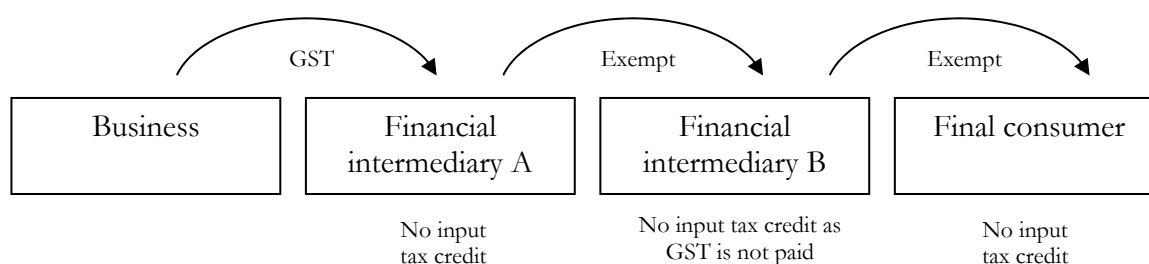 GST
Exempt
Exempt
Business
Financial
intermediary A
Financial
intermediary B
Final consumer
No input
tax credit
No input tax credit as
GST is not paid
No input
tax credit